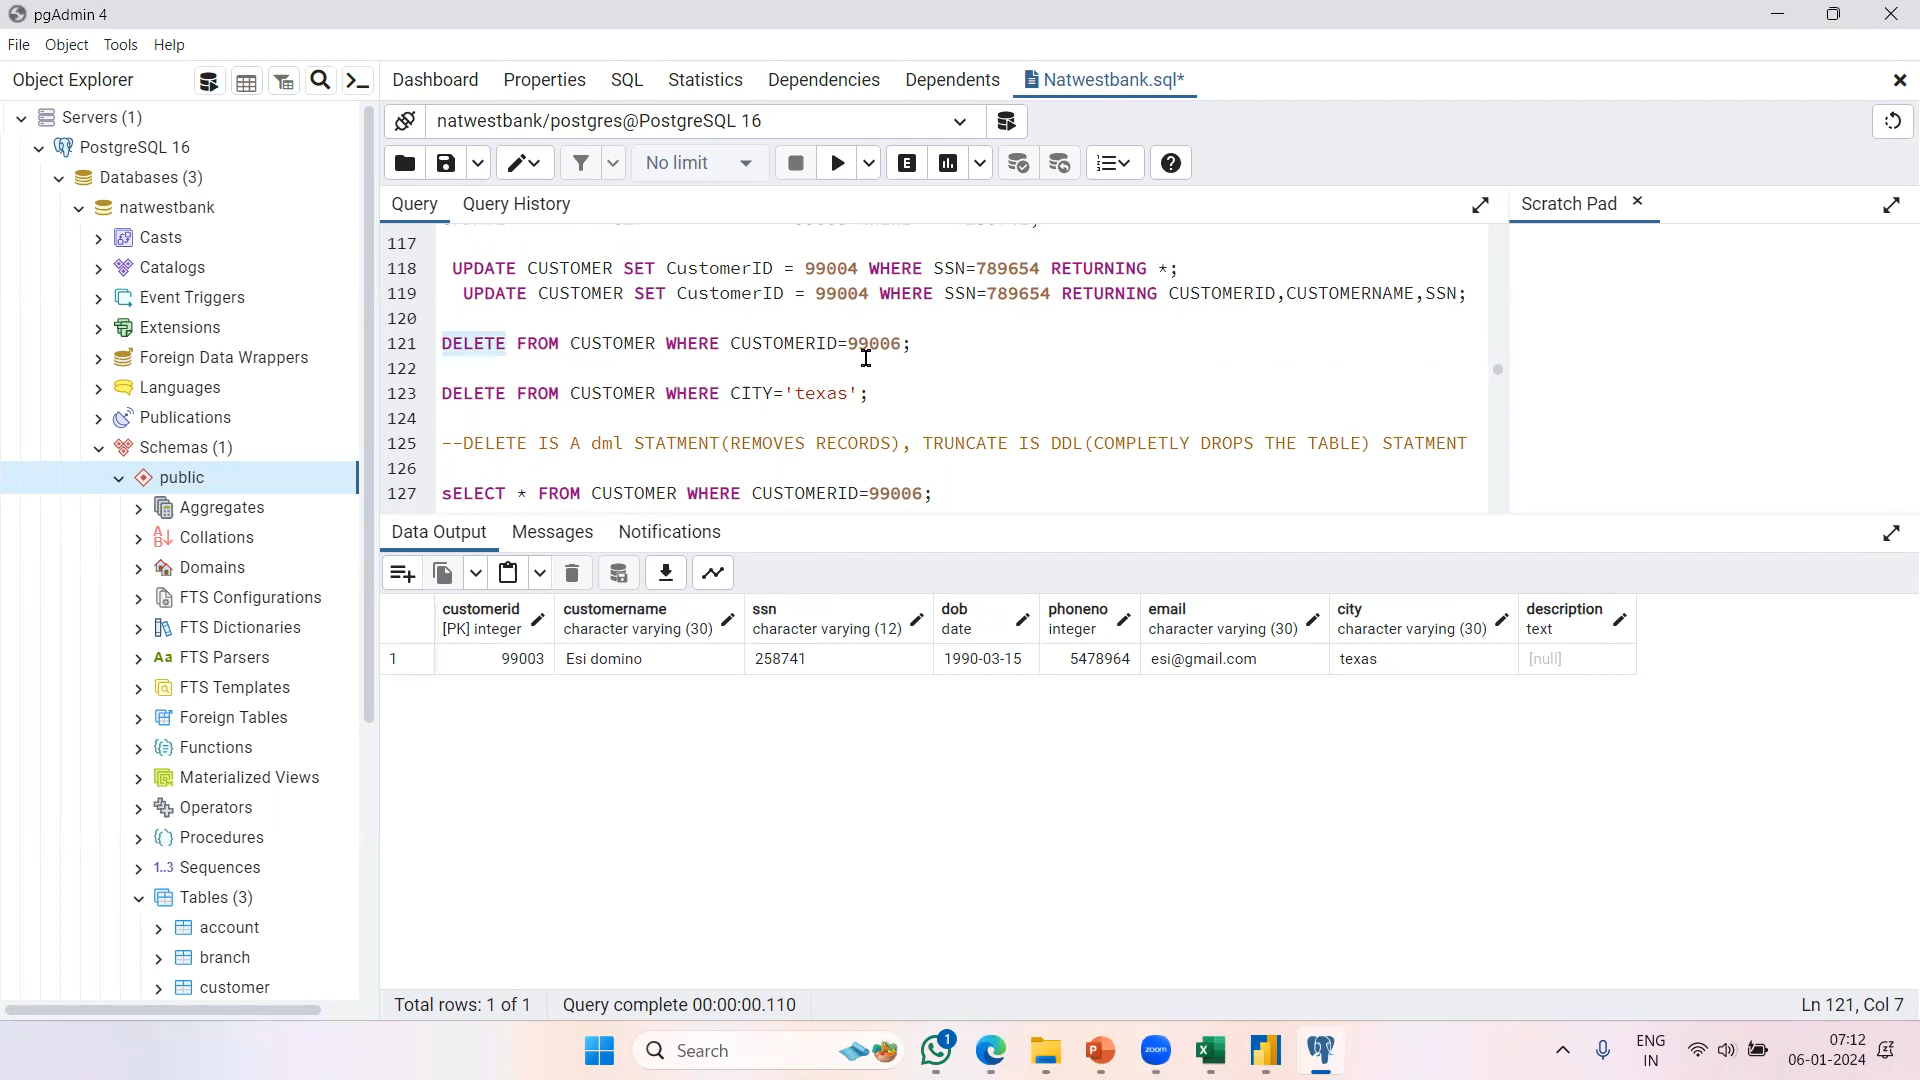 pgAdmin 4
File Object Tools Help
Object Explorer
Dashboard Properties SQL Statistics Dependencies Dependents Natwestbank.sql*
Servers (1)
PostgreSQL 16
Databases (3)
natwestbank
Casts
Catalogs
Event Triggers
Extensions
Foreign Data Wrappers
Languages
Publications
Schemas (1)
public
Aggregates
Collations
Domains
FTS Configurations
FTS Dictionaries
Aa FTS Parsers
FTS Templates
Foreign Tables
Functions
Materialized Views
Operators
Procedures
1..3 Sequences
Tables (3)
account
branch
customer
natwestbank/postgres@PostgreSQL 16
No limit
E
Query Query History
Scratch Pad
117
118 UPDATE CUSTOMER SET CustomerID = 99004 WHERE SSN=789654 RETURNING *;
119 UPDATE CUSTOMER SET CustomerID = 99004 WHERE SSN=789654 RETURNING CUSTOMERID,CUSTOMERNAME,SSN;
120
121 DELETE FROM CUSTOMER WHERE CUSTOMERID=99006;
122
123 DELETE FROM CUSTOMER WHERE CITY='texas';
124
125 --DELETE IS A dml STATMENT(REMOVES RECORDS), TRUNCATE IS DDL(COMPLETLY DROPS THE TABLE) STATMENT
126
127 sELECT * FROM CUSTOMER WHERE CUSTOMERID=99006;
Data Output Messages Notifications
customerid customername ssn dob phoneno email city description
[PK] integer character varying (30) character varying (12) date integer character varying (30) character varying (30) text
1 99003 Esi domino 258741 1990-03-15 5478964 esi@gmail.com texas [null]
Total rows: 1 of 1 Query complete 00:00:00.110 Ln 121, Col 7
Search
1
zoom
ENG
IN
07:12
06-01-2024